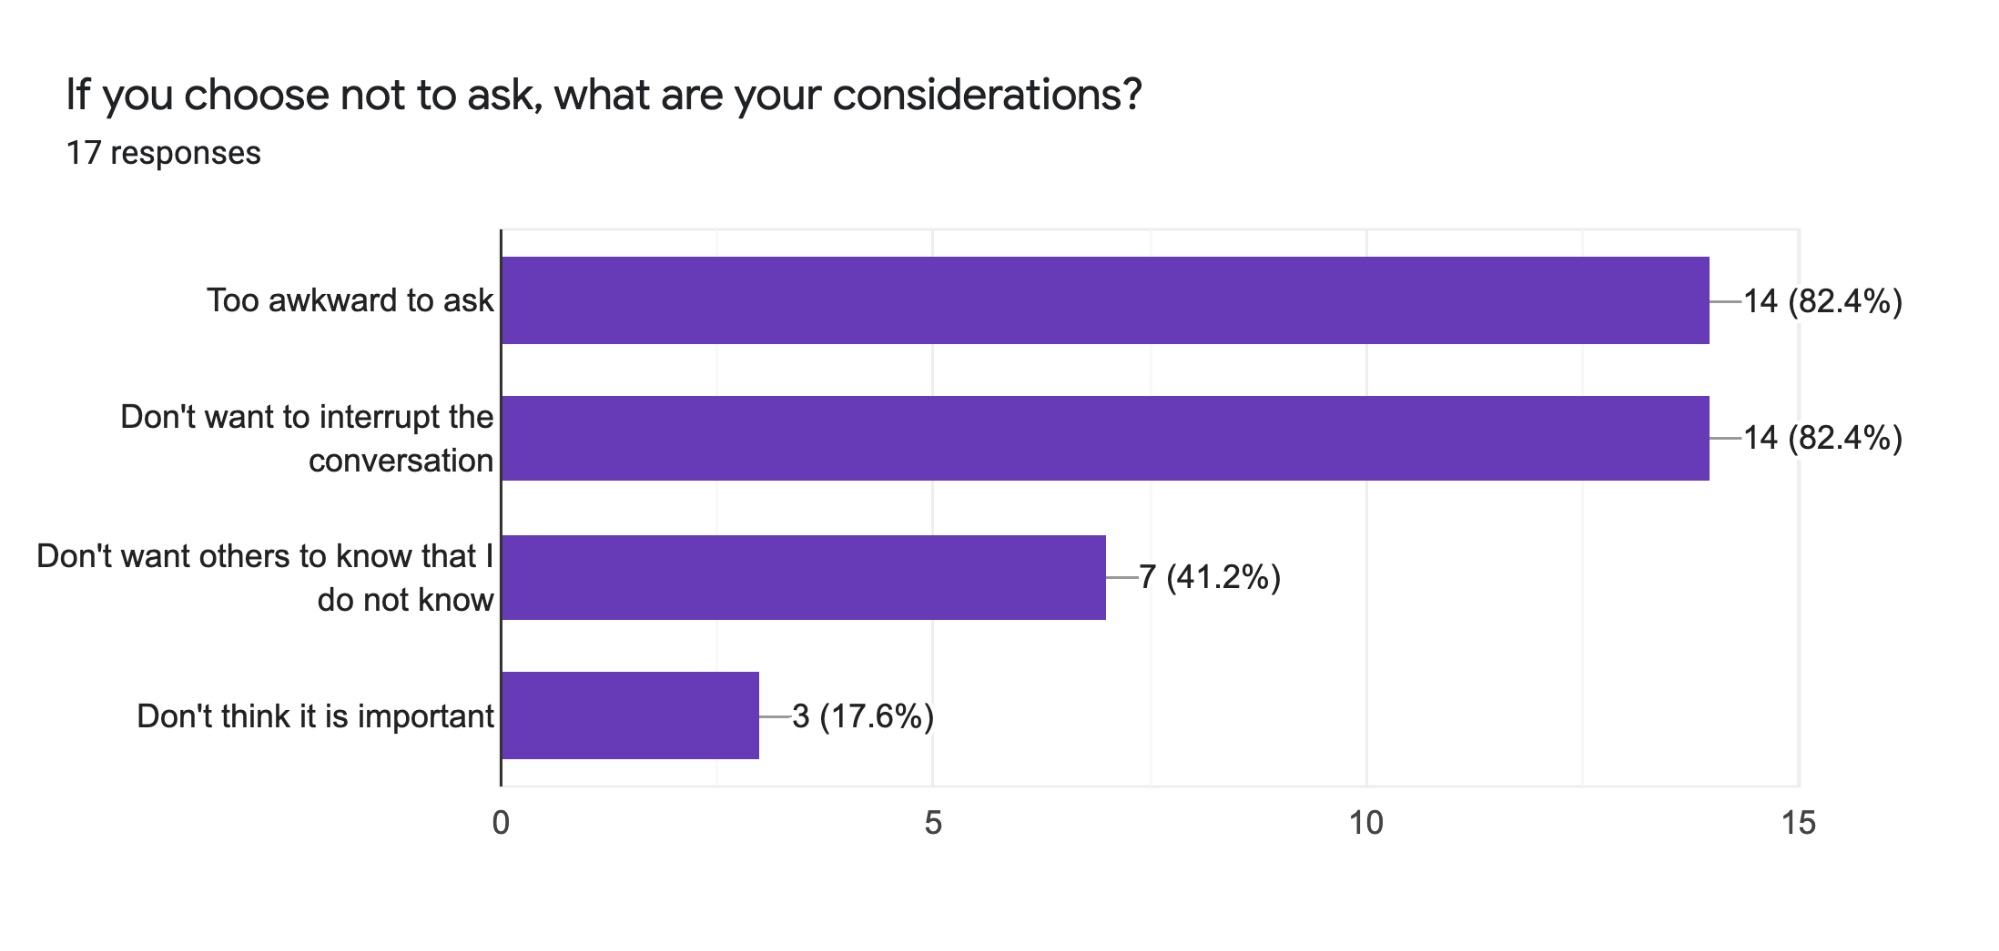 If you choose not to ask, what are your considerations?
17 responses
Too awkward to ask
14 (82.4%)
Don't want to interrupt the
conversation
14 (82.4%)
Don't want others to know that I
do not know
7 (41.2%)
Don't think it is important
3 (17.6%)
0 5 10 15